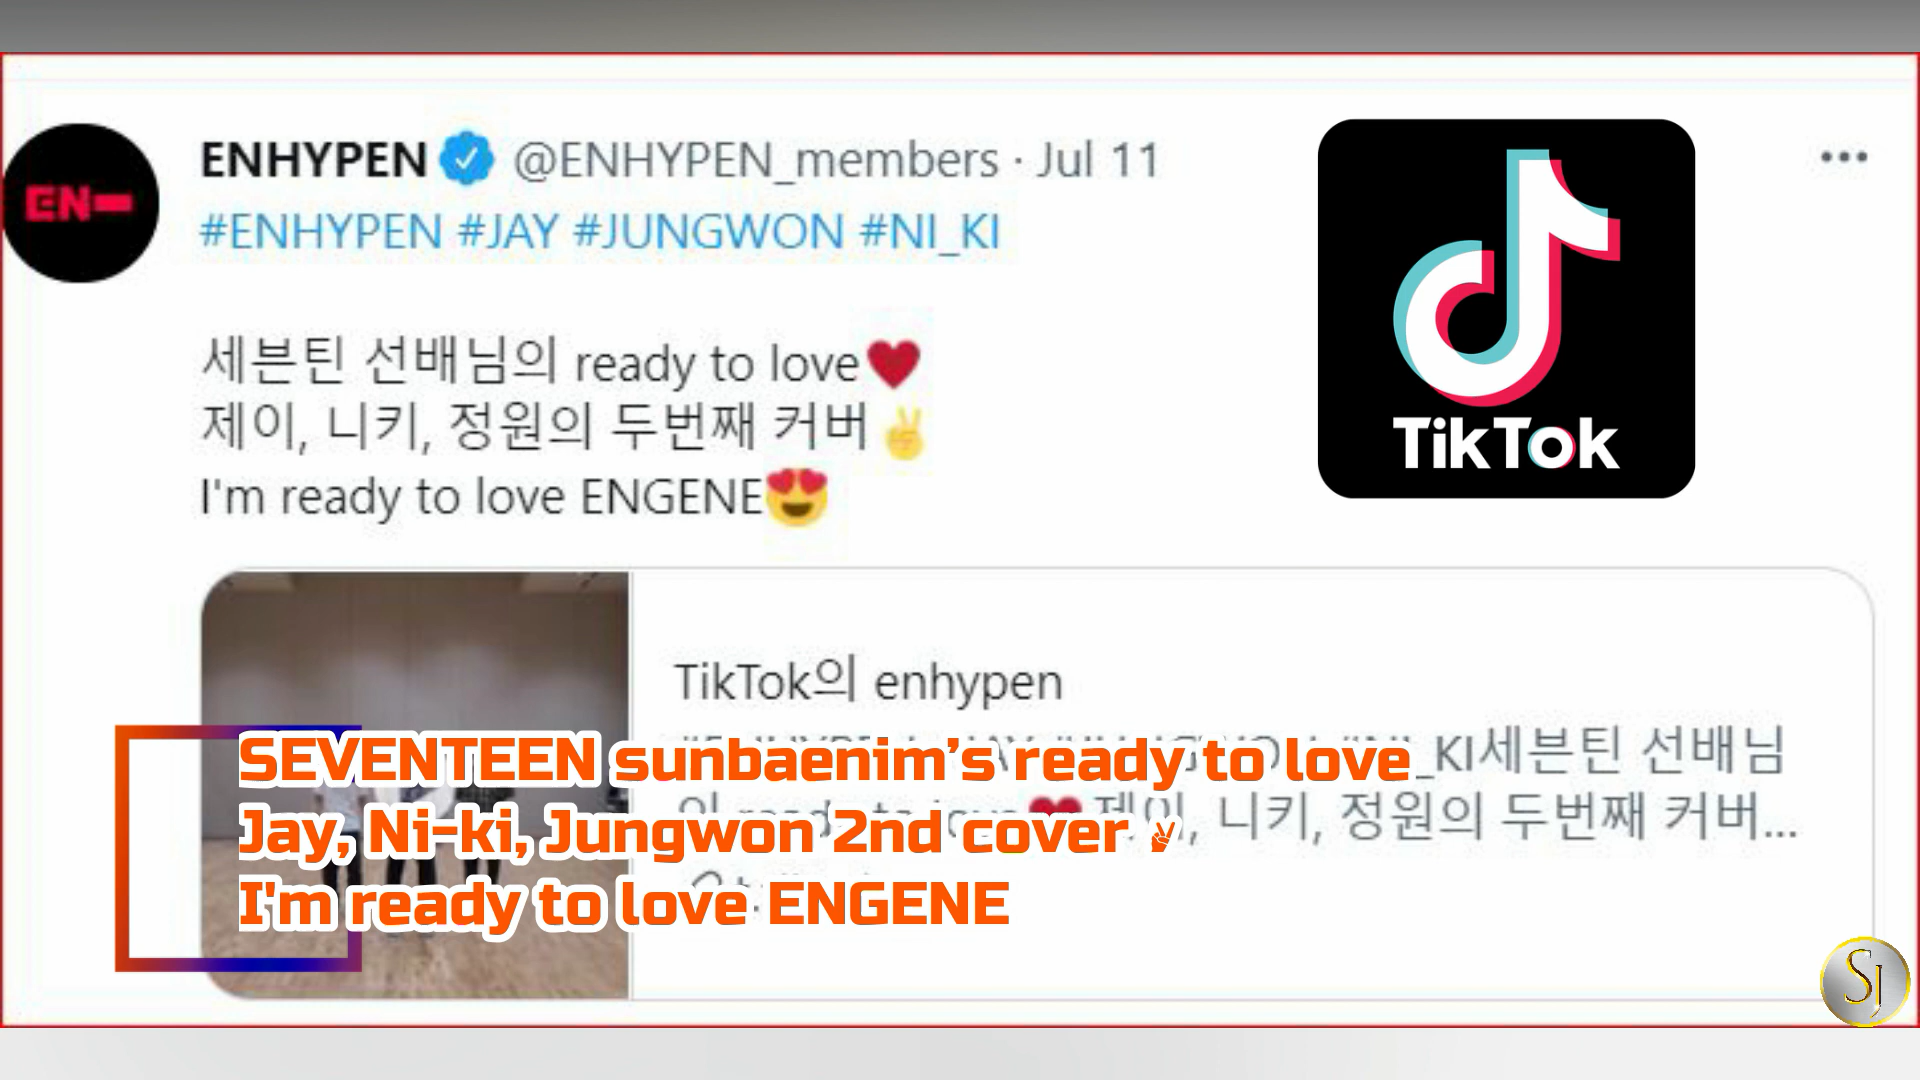 EN-
ENHYPEN @ENHYPEN_members · Jul 11
#ENHYPEN #JAY #JUNGWON #NI_KI
세븐틴 선배님의 ready to love❤
제이, 니키, 정원의 두번째 커버✌
I'm ready to love ENGENE😍
TikTok
TikTok의 enhypen
_KI세븐틴 선배님
제이, 니키, 정원의 두번째 커버...
SEVENTEEN sunbaenim’s ready to love
Jay, Ni-ki, Jungwon 2nd cover ✌
I'm ready to love ENGENE
SJ